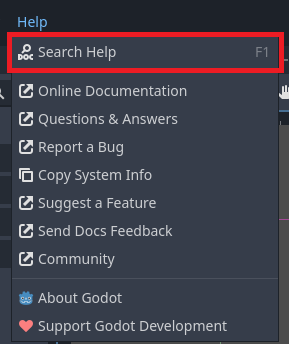 Help
Search Help F1
Online Documentation
Questions & Answers
Report a Bug
Copy System Info
Suggest a Feature
Send Docs Feedback
Community
About Godot
Support Godot Development